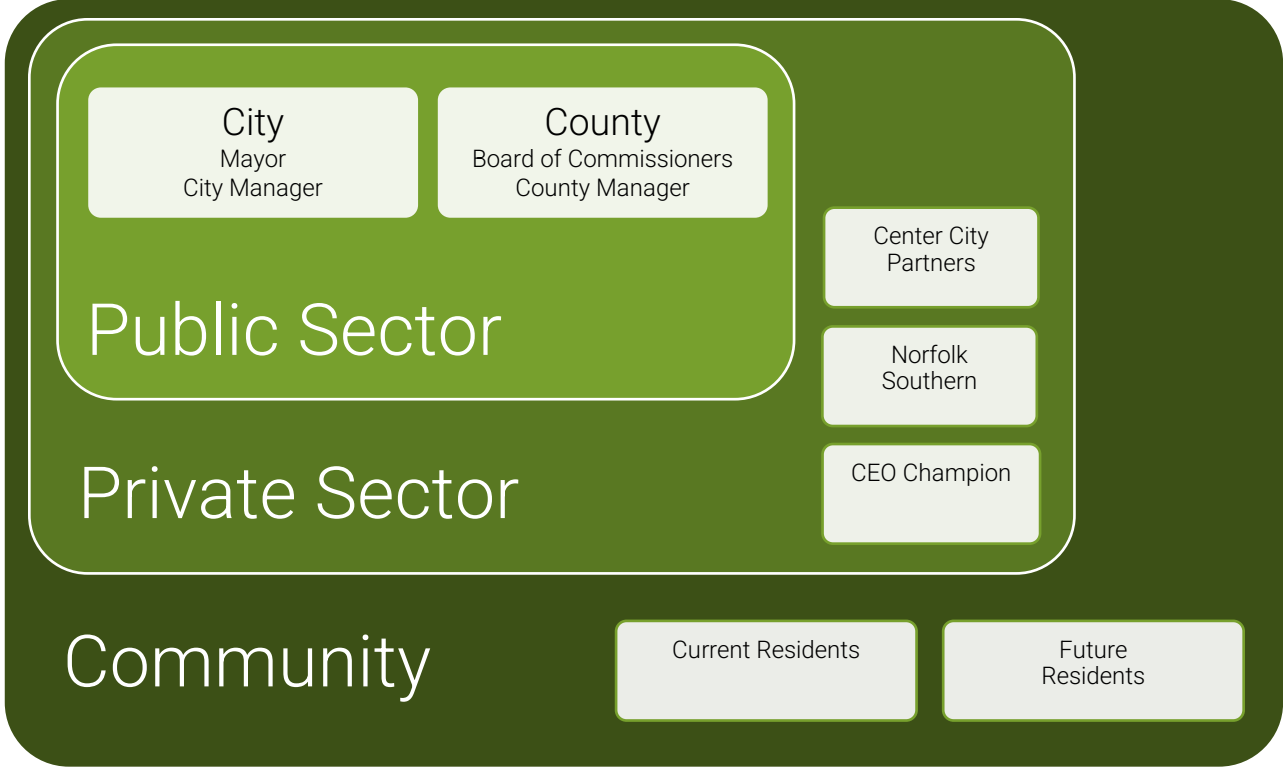 City
Mayor
City Manager
County
Board of Commissioners
County Manager
Center City
Partners
Public Sector
Norfolk
Southern
Private Sector
CEO Champion
Community
Current Residents
Future
Residents